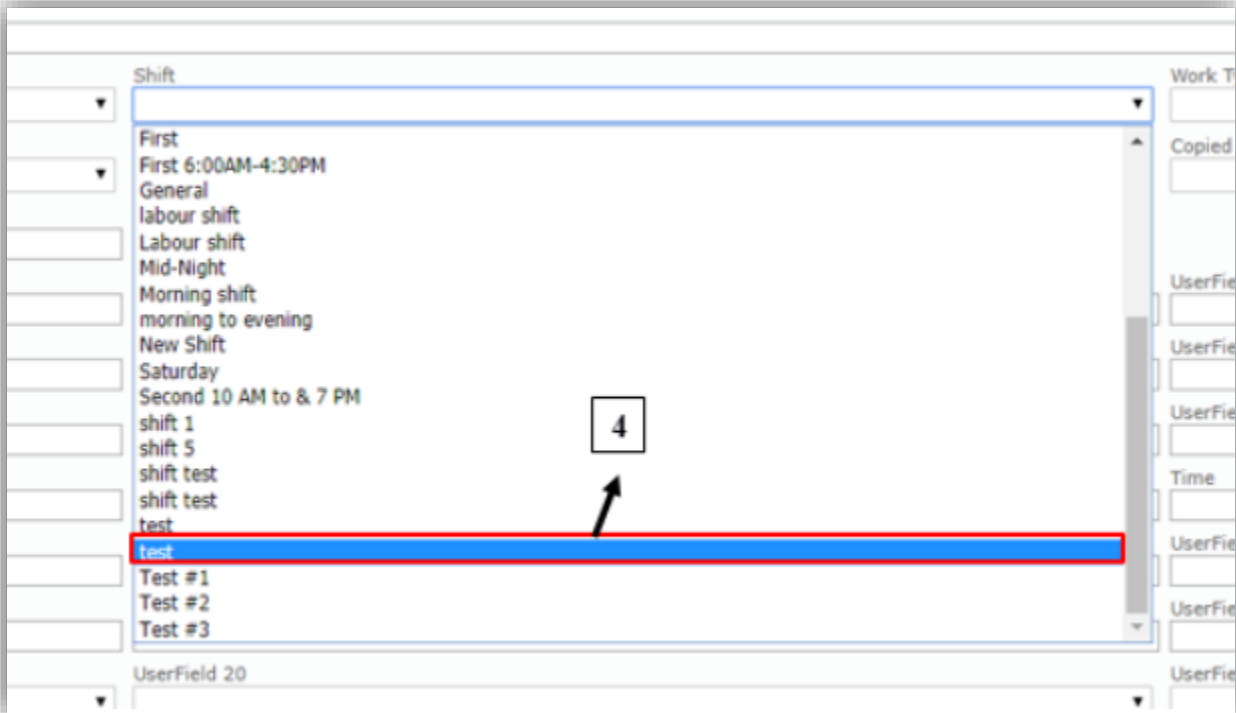 Shift
Work T
First
First 6:00AM-4:30PM
Copied
General
labour shift
Labour shift
Mid-Night
UserFie
Morning shift
morning to evening
New Shift
UserFie
Saturday
Second 10 AM to & 7 PM
UserFie
shift 1
4
shift 5
shift test
Time
shift test
test
test
UserFie
Test #1
Test #2
UserFie
Test #3
UserField 20
UserFie